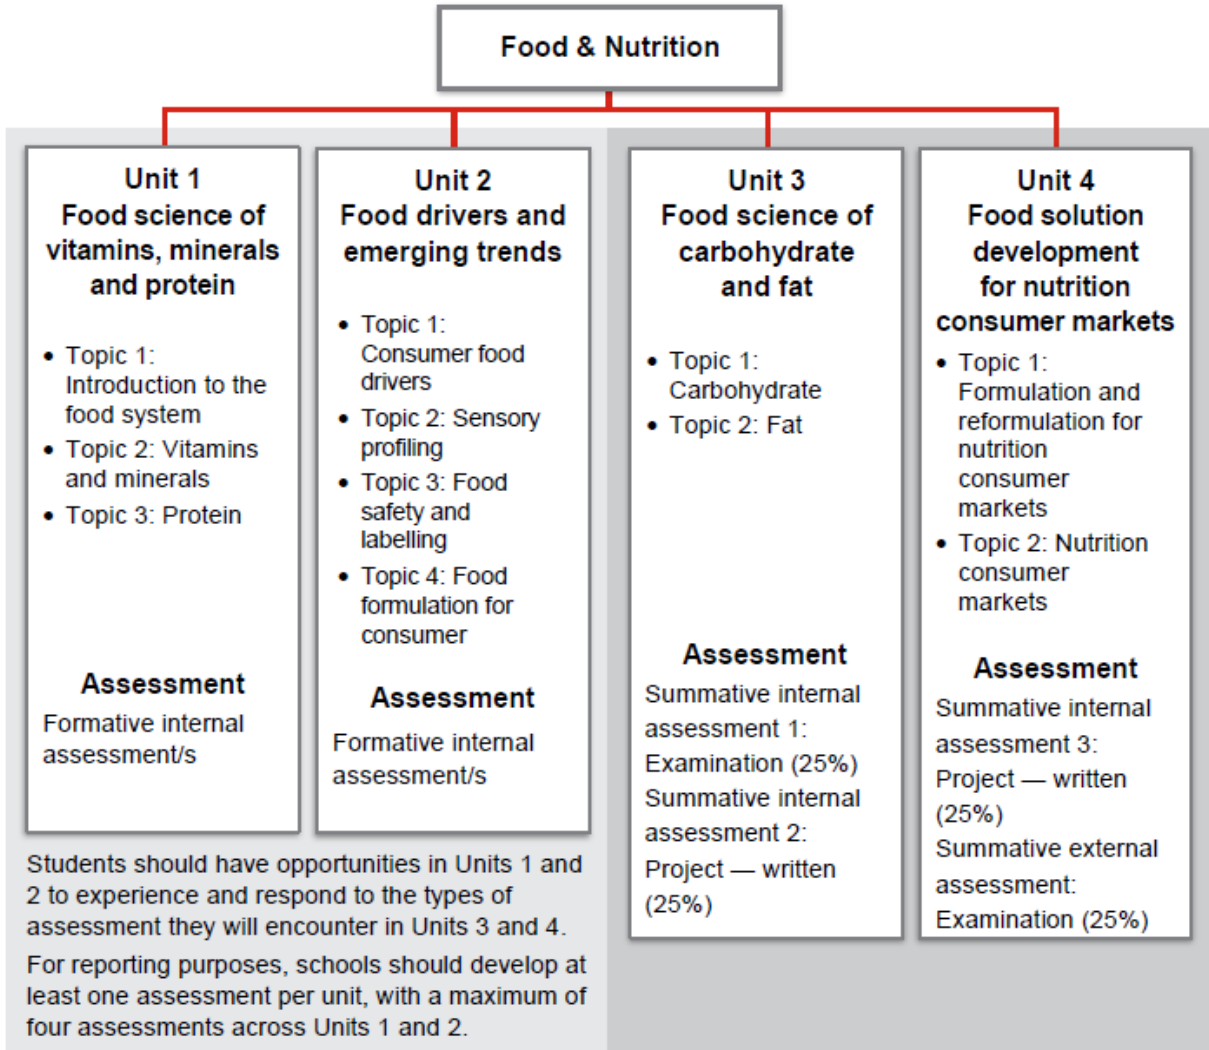 Food & Nutrition
Unit 1
Food science of
vitamins, minerals
and protein
• Topic 1:
Introduction to the
food system
• Topic 2: Vitamins
and minerals
• Topic 3: Protein
Assessment
Formative internal
assessment/s
Unit 2
Food drivers and
emerging trends
• Topic 1:
Consumer food
drivers
• Topic 2: Sensory
profiling
• Topic 3: Food
safety and
labelling
• Topic 4: Food
formulation for
consumer
Assessment
Formative internal
assessment/s
Unit 3
Food science of
carbohydrate
and fat
• Topic 1:
Carbohydrate
• Topic 2: Fat
Assessment
Summative internal
assessment 1:
Examination (25%)
Summative internal
assessment 2:
Project — written
(25%)
Unit 4
Food solution
development
for nutrition
consumer markets
• Topic 1:
Formulation and
reformulation for
nutrition
consumer
markets
• Topic 2: Nutrition
consumer
markets
Assessment
Summative internal
assessment 3:
Project — written
(25%)
Summative external
assessment:
Examination (25%)
Students should have opportunities in Units 1 and
2 to experience and respond to the types of
assessment they will encounter in Units 3 and 4.
For reporting purposes, schools should develop at
least one assessment per unit, with a maximum of
four assessments across Units 1 and 2.